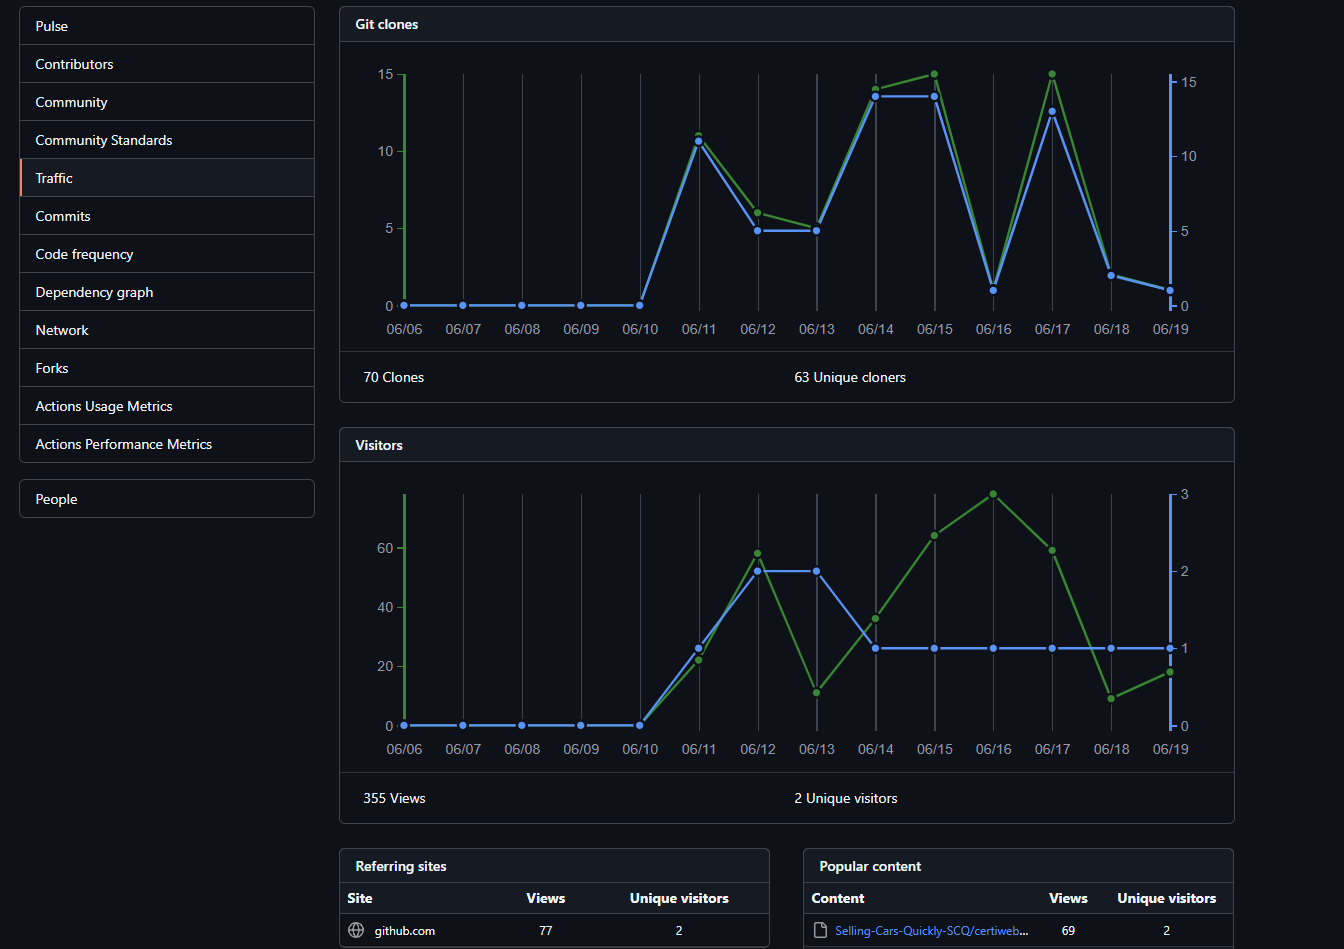 Pulse
Contributors
Community
Community Standards
Traffic
Commits
Code frequency
Dependency graph
Network
Forks
Actions Usage Metrics
Actions Performance Metrics
People
Git clones
15
10
5
0
15
10
5
0
06/06 06/07 06/08 06/09 06/10 06/11 06/12 06/13 06/14 06/15 06/16 06/17 06/18 06/19
70 Clones 63 Unique cloners
Visitors
60
40
20
0
3
2
1
0
06/06 06/07 06/08 06/09 06/10 06/11 06/12 06/13 06/14 06/15 06/16 06/17 06/18 06/19
355 Views 2 Unique visitors
Referring sites
Site Views Unique visitors
github.com 77 2
Popular content
Content Views Unique visitors
Selling-Cars-Quickly-SCQ/certiweb... 69 2